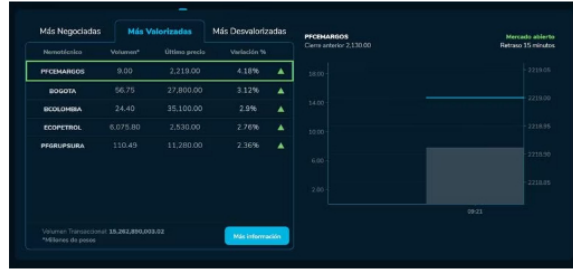 Más Negociadas Más Valorizadas Más Desvalorizadas
Nemotécnico Volumen* Último precio Variación %
PFCEMARGOS 9.00 2,219.00 4.18%
BOGOTA 56.75 27,800.00 3.12%
BCOLOMBIA 24.40 35,100.00 2.9%
ECOPETROL 6,075.80 2,530.00 2.76%
PFGRUPSURA 110.49 11,280.00 2.36%
Volumen Transaccional: 15,262,890,003.02
*Millones de pesos
Más información
PFCEMARGOS Mercado abierto
Cierre anterior 2,130.00 Retraso 15 minutos
18.00 2219.05
14.00 2219.00
10.00 2218.95
6.00 2218.90
2.00 2218.85
09:21